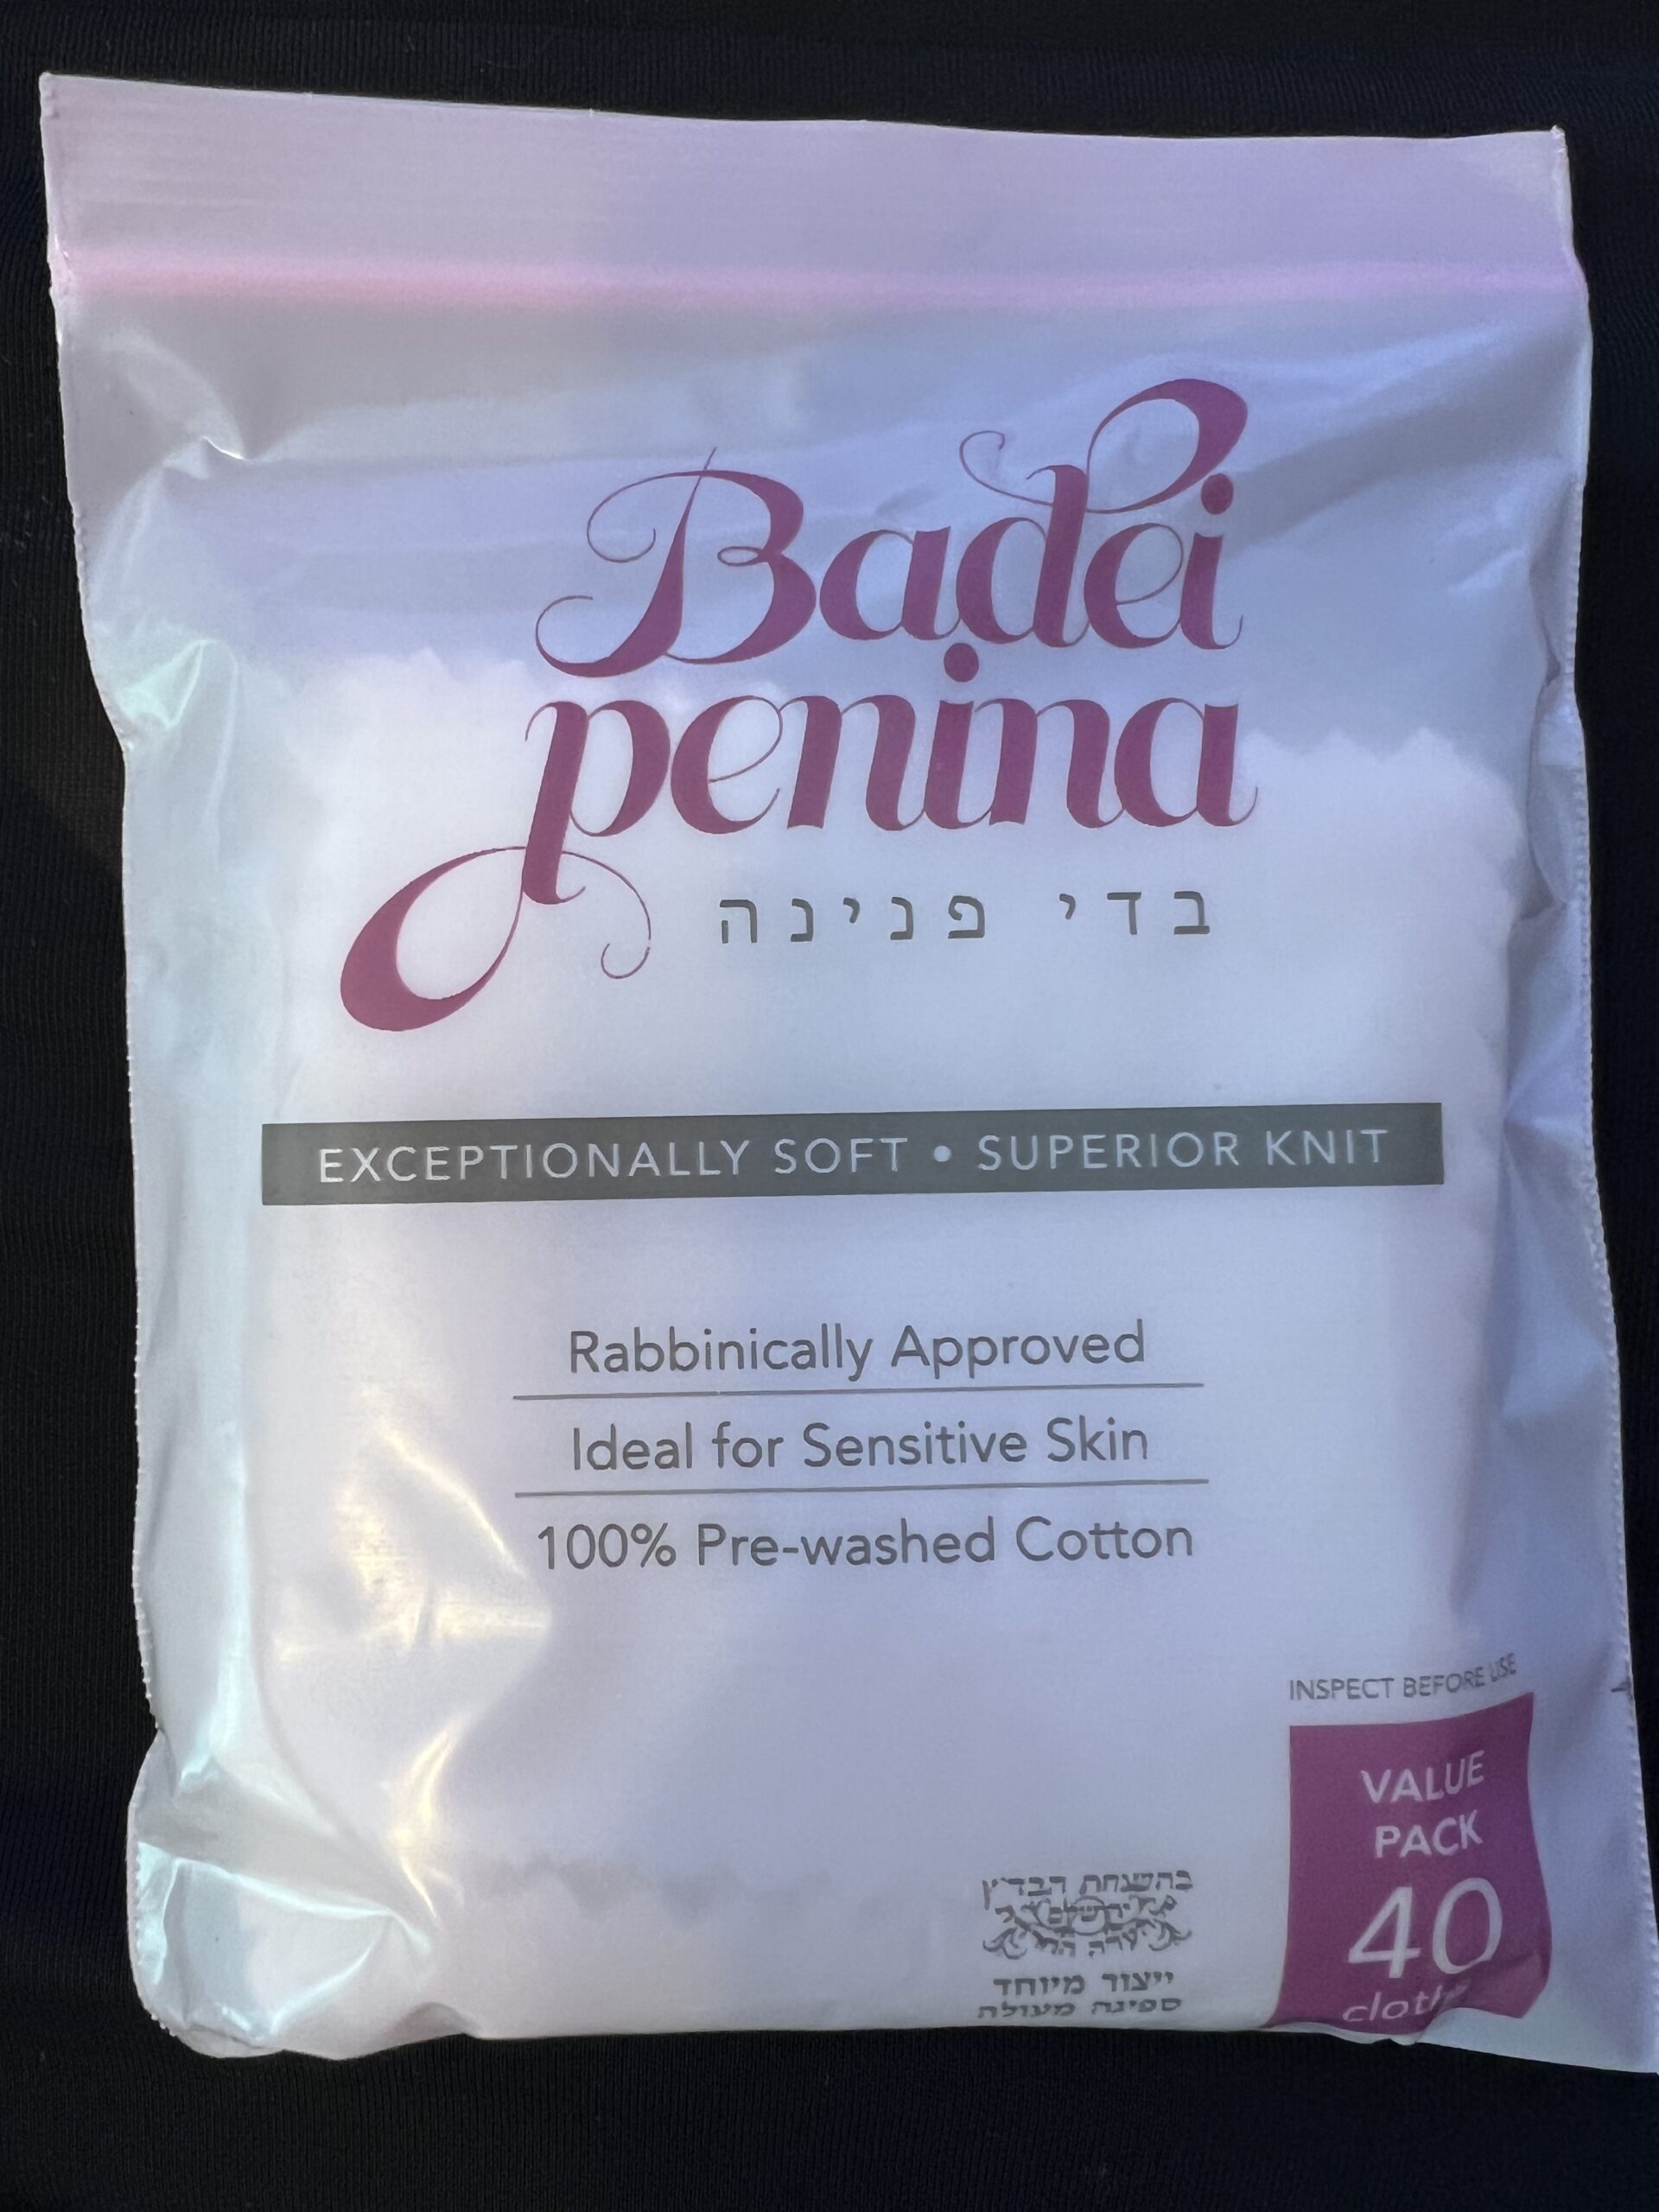 Badei
penina
בדי פנינה
EXCEPTIONALLY SOFT • SUPERIOR KNIT
Rabbinically Approved
Ideal for Sensitive Skin
100% Pre-washed Cotton
INSPECT BEFORE USE
VALUE
PACK
40
בהשגחת הבד״ץ
ייצור מיוחד
ספיגה מעולה